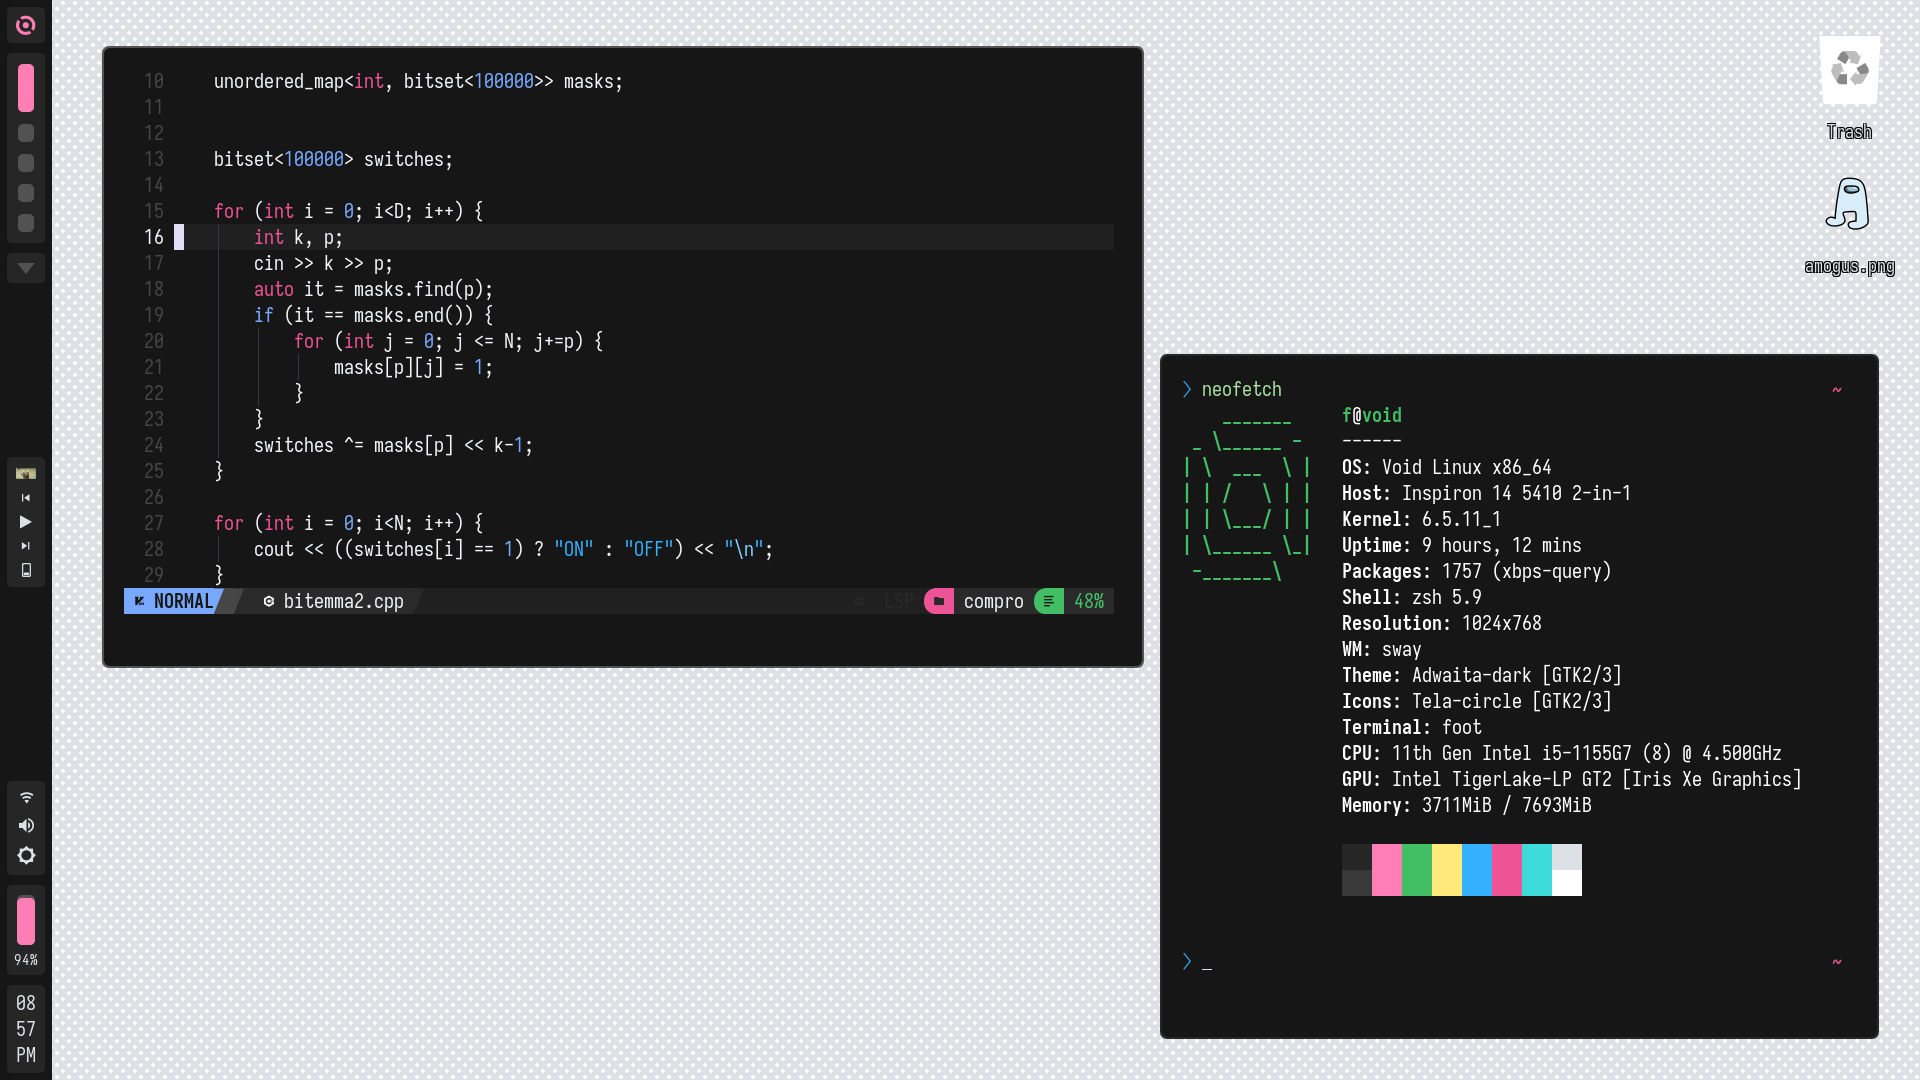 10 unordered_map<int, bitset<100000>> masks;
11
12
13 bitset<100000> switches;
14
15 for (int i = 0; i<D; i++) {
16     int k, p;
17     cin >> k >> p;
18     auto it = masks.find(p);
19     if (it == masks.end()) {
20         for (int j = 0; j <= N; j+=p) {
21             masks[p][j] = 1;
22         }
23     }
24     switches ^= masks[p] << k-1;
25 }
26
27 for (int i = 0; i<N; i++) {
28     cout << ((switches[i] == 1) ? "ON" : "OFF") << "\n";
29 }
NORMAL bitemma2.cpp LSP compro 48%
Trash
amogus.png
❯ neofetch ~
f@void
------
OS: Void Linux x86_64
Host: Inspiron 14 5410 2-in-1
Kernel: 6.5.11_1
Uptime: 9 hours, 12 mins
Packages: 1757 (xbps-query)
Shell: zsh 5.9
Resolution: 1024x768
WM: sway
Theme: Adwaita-dark [GTK2/3]
Icons: Tela-circle [GTK2/3]
Terminal: foot
CPU: 11th Gen Intel i5-1155G7 (8) @ 4.500GHz
GPU: Intel TigerLake-LP GT2 [Iris Xe Graphics]
Memory: 3711MiB / 7693MiB
❯ _ ~
94%
08
57
PM